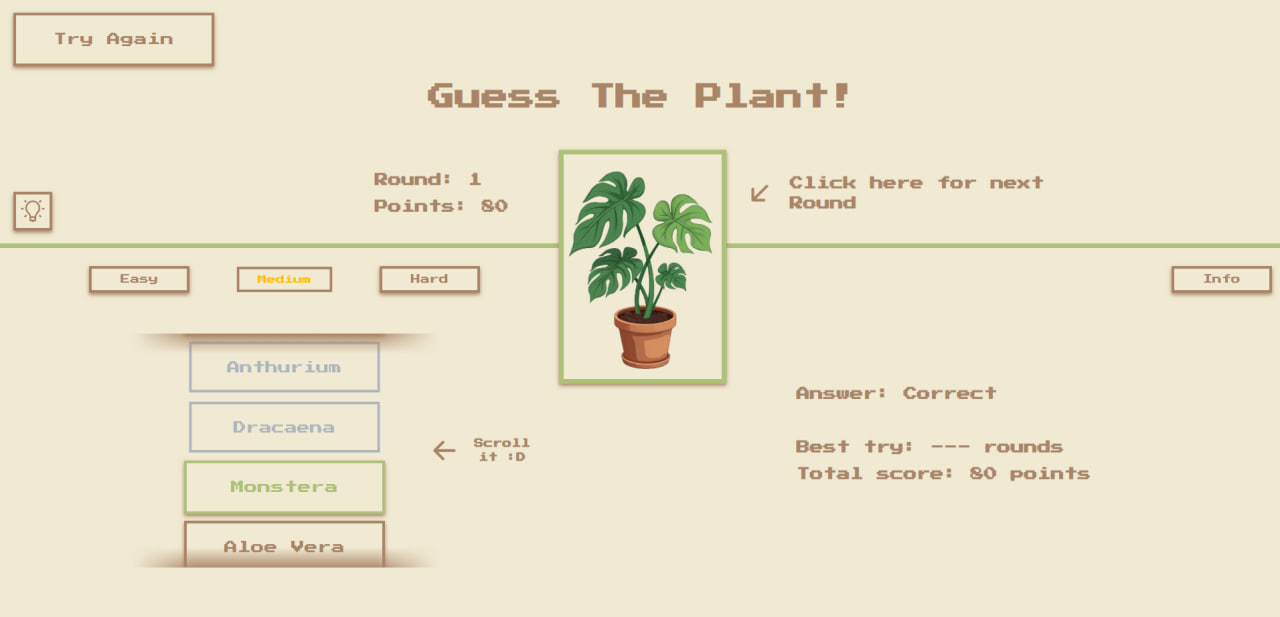 Try Again
Guess The Plant!
Round: 1
Points: 80
Click here for next
Round
Easy
Medium
Hard
Info
Anthurium
Dracaena
Monstera
Aloe Vera
Scroll
it :D
Answer: Correct
Best try: --- rounds
Total score: 80 points